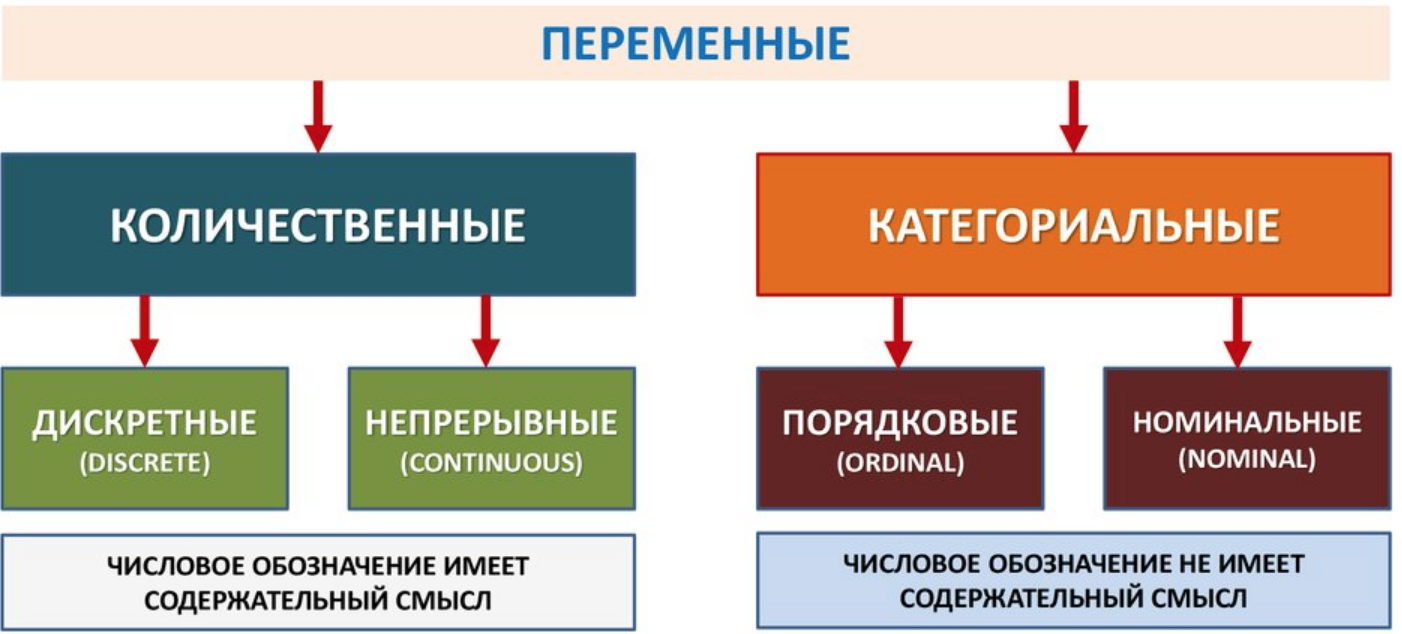 ПЕРЕМЕННЫЕ
КОЛИЧЕСТВЕННЫЕ
КАТЕГОРИАЛЬНЫЕ
ДИСКРЕТНЫЕ
(DISCRETE)
НЕПРЕРЫВНЫЕ
(CONTINUOUS)
ПОРЯДКОВЫЕ
(ORDINAL)
НОМИНАЛЬНЫЕ
(NOMINAL)
ЧИСЛОВОЕ ОБОЗНАЧЕНИЕ ИМЕЕТ
СОДЕРЖАТЕЛЬНЫЙ СМЫСЛ
ЧИСЛОВОЕ ОБОЗНАЧЕНИЕ НЕ ИМЕЕТ
СОДЕРЖАТЕЛЬНЫЙ СМЫСЛ